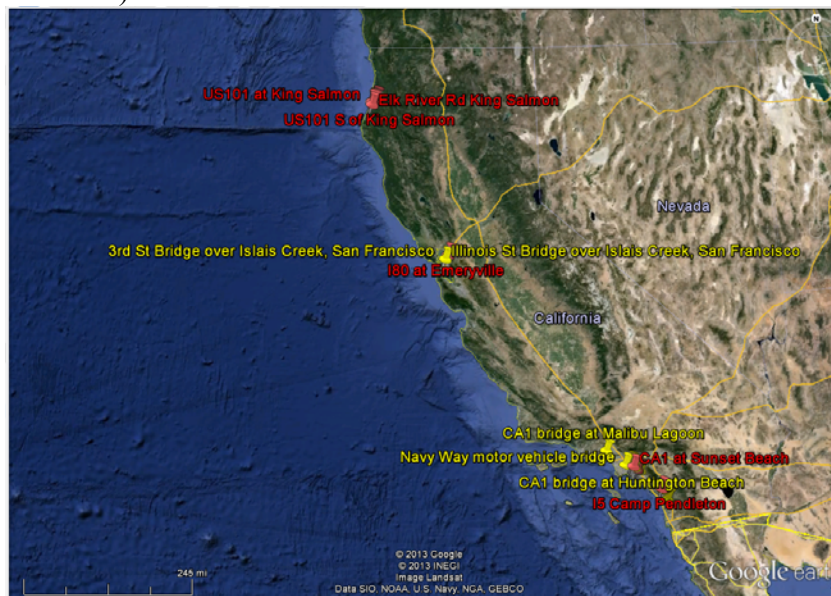 N
US101 at King Salmon
Elk River Rd King Salmon
US101 S of King Salmon
Nevada
3rd St Bridge over Islais Creek, San Francisco
Illinois St Bridge over Islais Creek, San Francisco
I80 at Emeryville
California
CA1 bridge at Malibu Lagoon
Navy Way motor vehicle bridge
CA1 at Sunset Beach
CA1 bridge at Huntington Beach
I5 Camp Pendleton
© 2013 Google
© 2013 INEGI
Image Landsat
Data SIO, NOAA, U.S. Navy, NGA, GEBCO
245 mi
Google eart